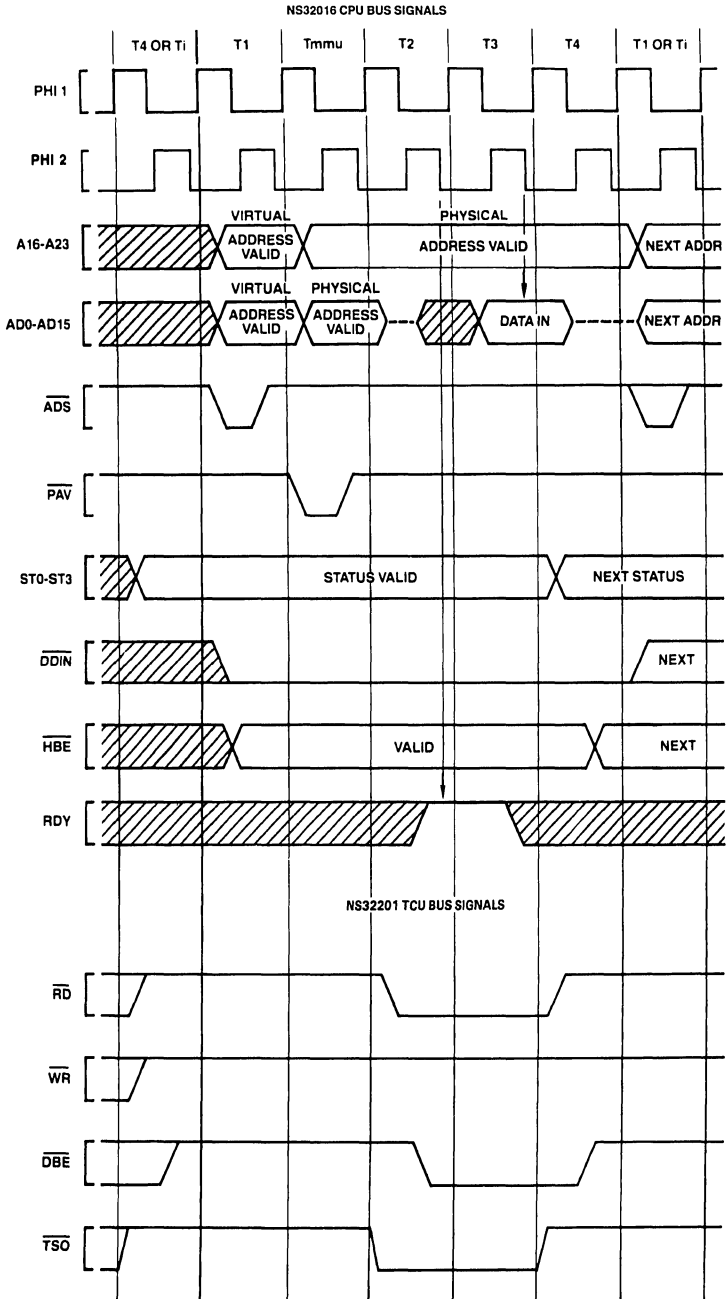 NS32016 CPU BUS SIGNALS
T4 OR Ti T1 Tmmu T2 T3 T4 T1 OR Ti
PHI 1
PHI 2
VIRTUAL PHYSICAL
A16-A23 ADDRESS VALID ADDRESS VALID NEXT ADDR
VIRTUAL PHYSICAL
AD0-AD15 ADDRESS VALID ADDRESS VALID DATA IN NEXT ADDR
ADS
PAV
ST0-ST3 STATUS VALID NEXT STATUS
DDIN NEXT
HBE VALID NEXT
RDY
NS32201 TCU BUS SIGNALS
RD
WR
DBE
TSO